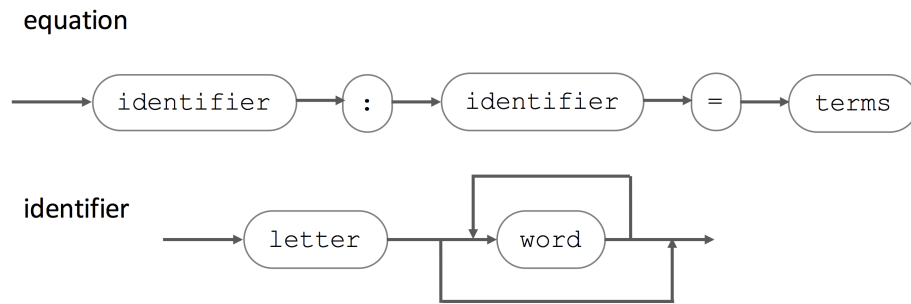 equation
identifier : identifier = terms
identifier
letter word